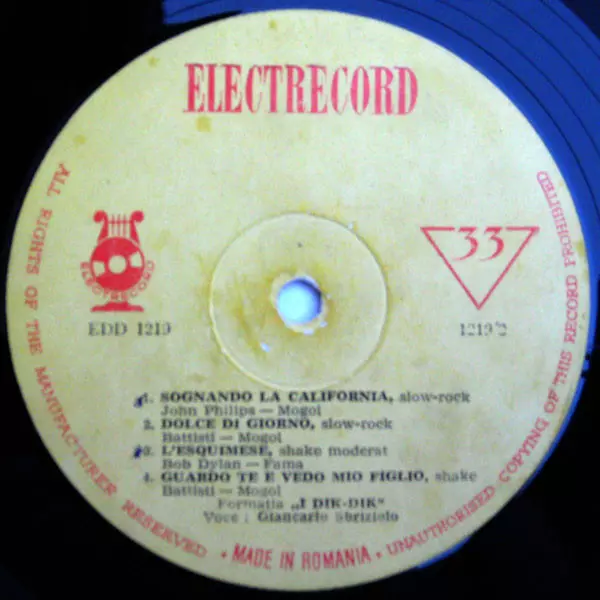 ELECTRECORD
ALL RIGHTS OF THE MANUFACTURER RESERVED • MADE IN ROMANIA • UNAUTHORISED COPYING OF THIS RECORD PROHIBITED
ELECTRECORD
33
EDD 1219
1219/2
1. SOGNANDO LA CALIFORNIA, slow-rock
John Philips — Mogol
2. DOLCE DI GIORNO, slow-rock
Battisti — Mogol
3. L'ESQUIMESE, shake moderat
Bob Dylan — Fama
4. GUARDO TE E VEDO MIO FIGLIO, shake
Battisti — Mogol
Formatia „I DIK-DIK"
Voce : Giancarlo Sbriziolo